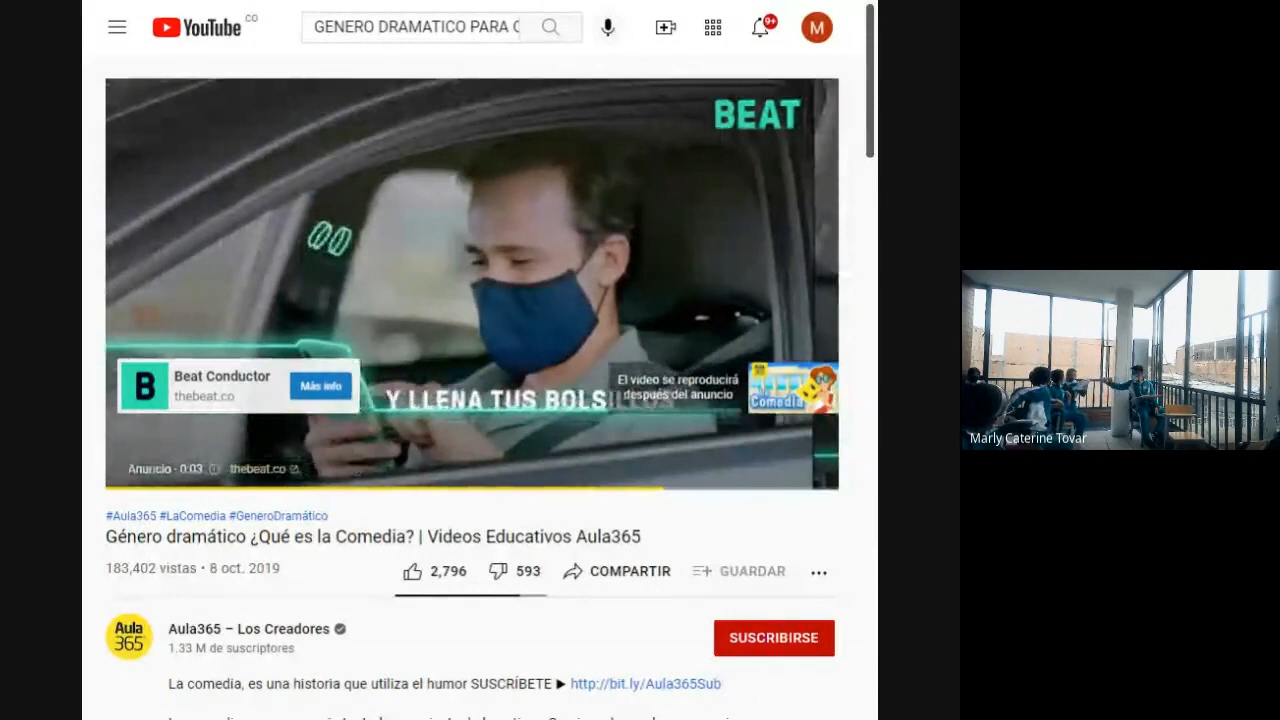 YouTube CO
GENERO DRAMATICO PARA
9+
M
BEAT
B
Beat Conductor
thebeat.co
Más info
Y LLENA TUS BOLSILLOS
El video se reproducirá
después del anuncio
Comedia
Anuncio · 0:03
thebeat.co
#Aula365 #LaComedia #GeneroDramático
Género dramático ¿Qué es la Comedia? | Videos Educativos Aula365
183,402 vistas • 8 oct. 2019
2,796
593
COMPARTIR
GUARDAR
Aula
365
Aula365 – Los Creadores
1.33 M de suscriptores
SUSCRIBIRSE
La comedia, es una historia que utiliza el humor SUSCRÍBETE ► http://bit.ly/Aula365Sub
Marly Caterine Tovar